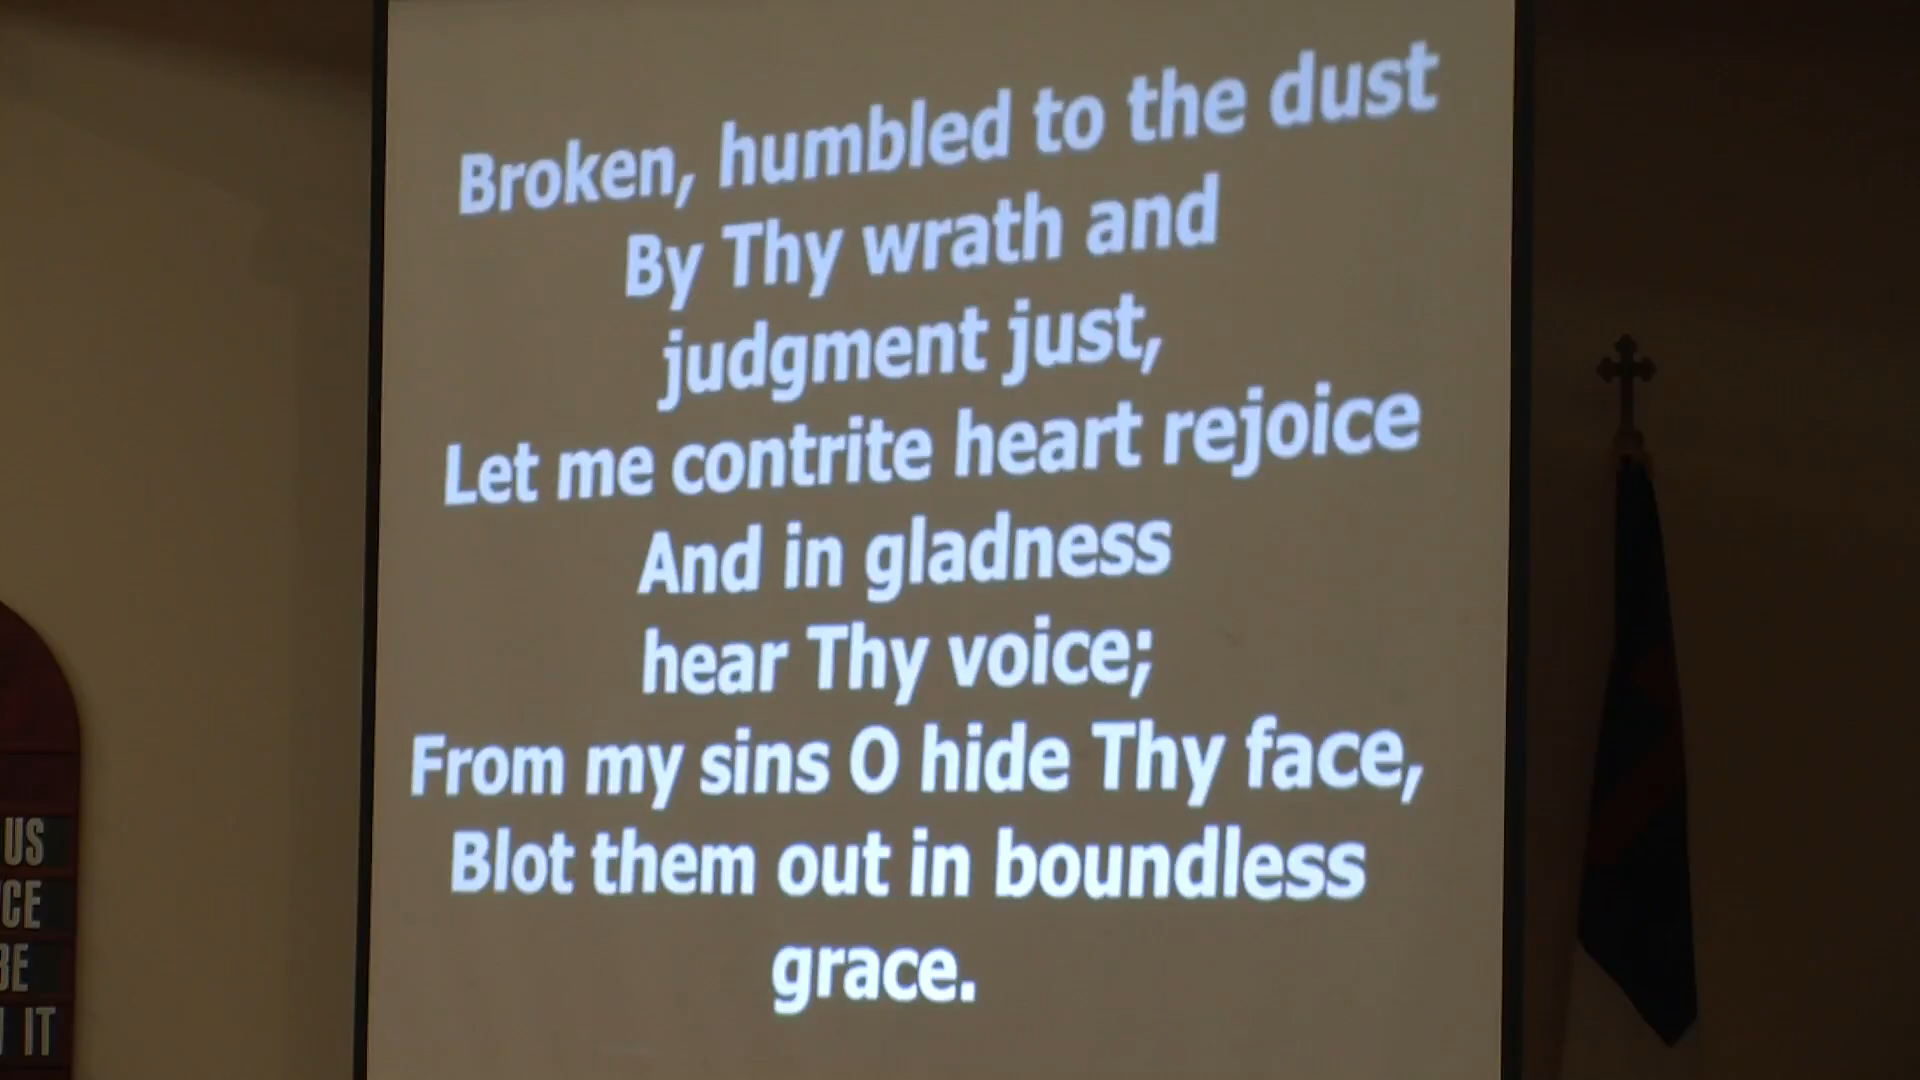 Broken, humbled to the dust
By Thy wrath and
judgment just,
Let me contrite heart rejoice
And in gladness
hear Thy voice;
From my sins O hide Thy face,
Blot them out in boundless
grace.
US
CE
BE
IT